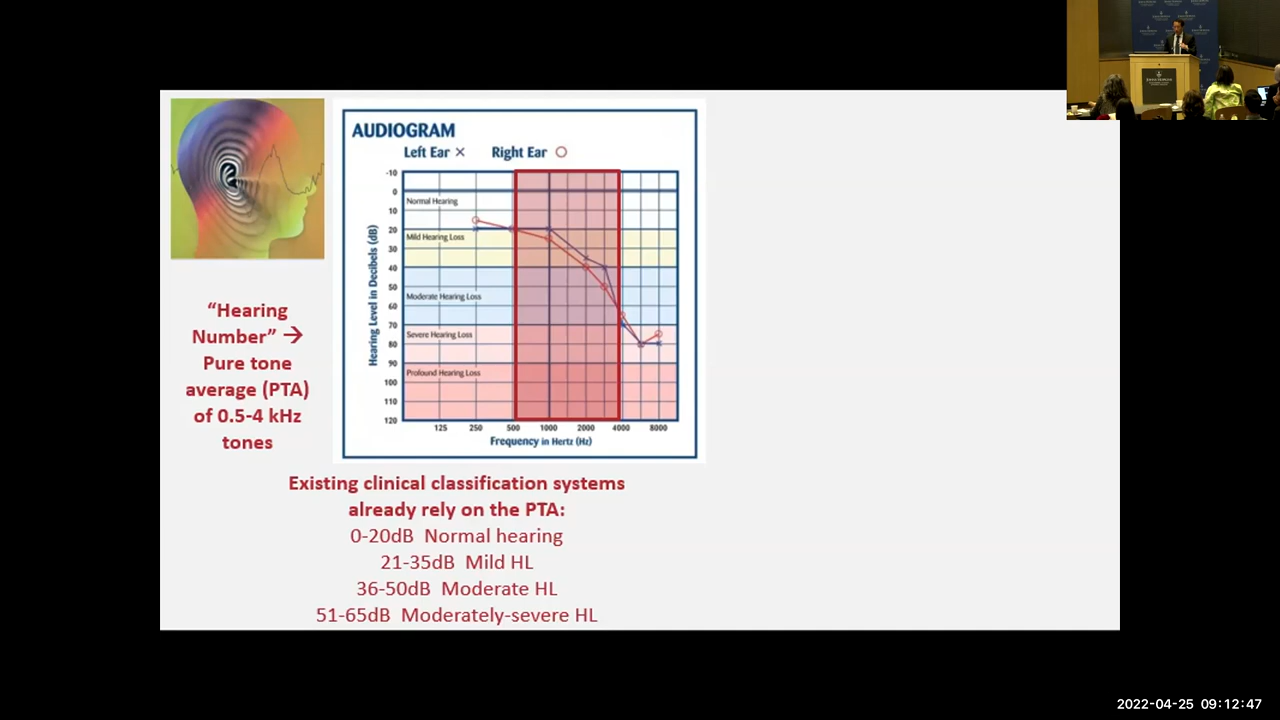 “Hearing
Number” →
Pure tone
average (PTA)
of 0.5-4 kHz
tones
AUDIOGRAM
Left Ear × Right Ear ○
-10
0
10
20
30
40
50
60
70
80
90
100
110
120
Hearing Level in Decibels (dB)
Normal Hearing
Mild Hearing Loss
Moderate Hearing Loss
Severe Hearing Loss
Profound Hearing Loss
125 250 500 1000 2000 4000 8000
Frequency in Hertz (Hz)
Existing clinical classification systems
already rely on the PTA:
0-20dB Normal hearing
21-35dB Mild HL
36-50dB Moderate HL
51-65dB Moderately-severe HL
2022-04-25 09:12:47